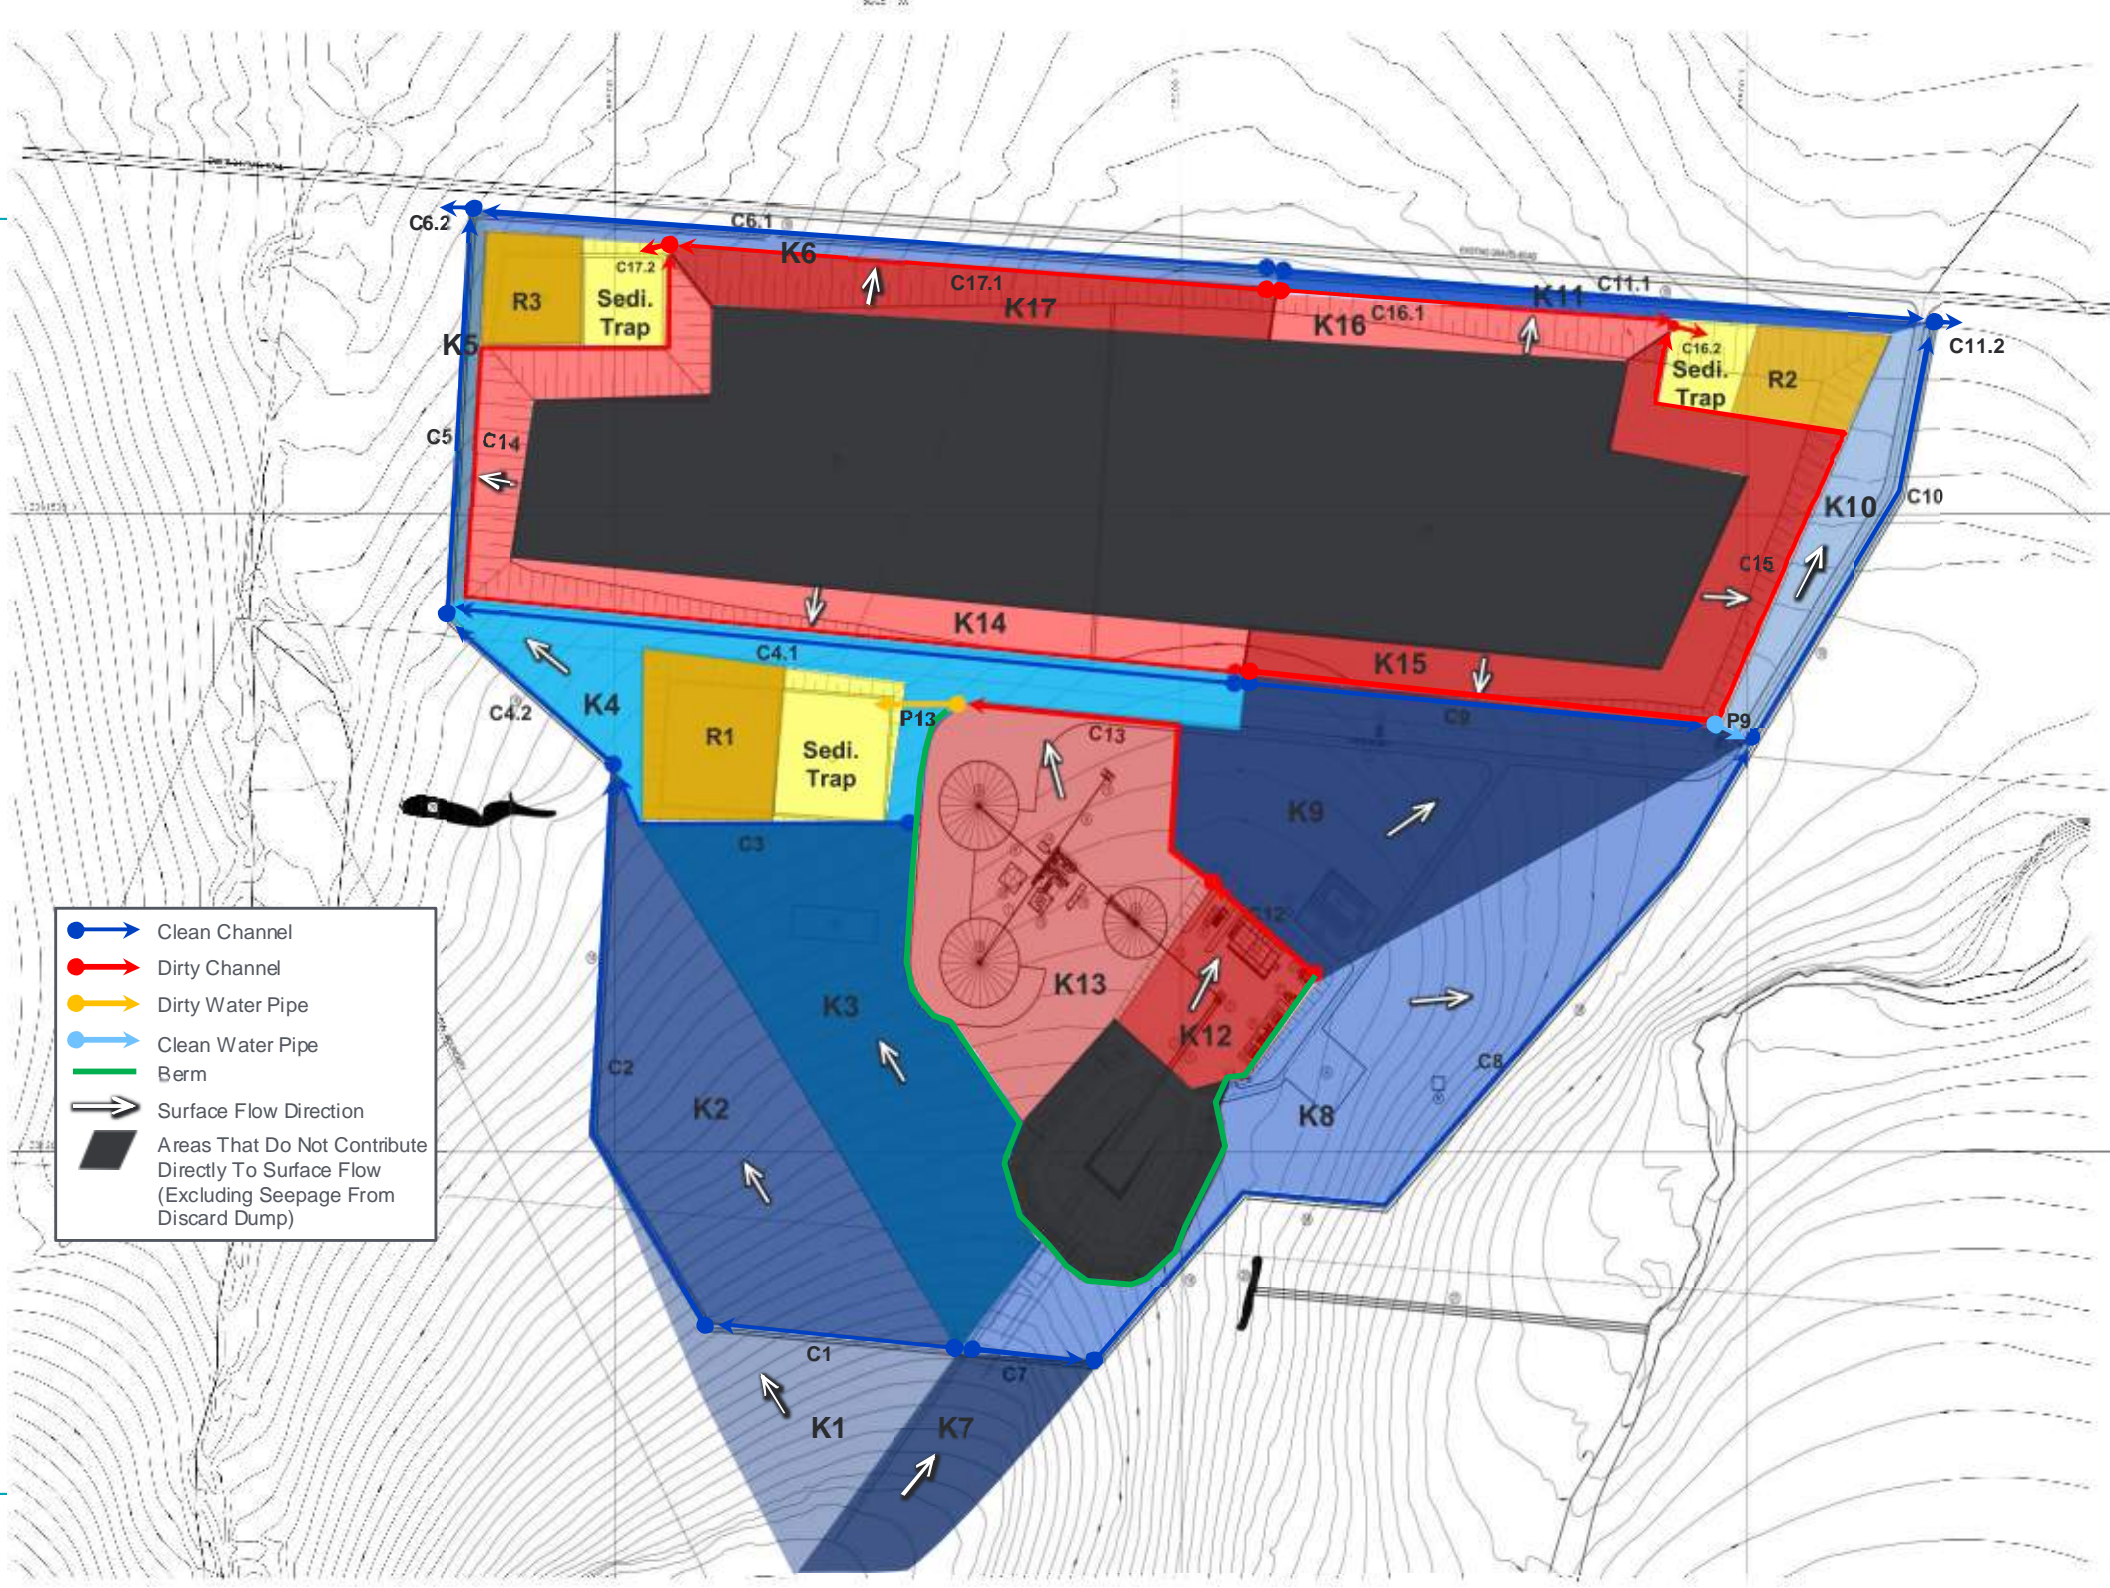 C6.2
C6.1
K6
C17.2
C17.1
K17
K11
C11.1
K16
C16.1
C16.2
C11.2
R3
Sedi.
Trap
Sedi.
Trap
R2
K5
C5
C14
K10
C10
C15
K14
C4.1
K15
C4.2
K4
C9
P9
P13
C13
R1
Sedi.
Trap
K9
C3
C12
K13
K3
K12
C2
K2
C8
K8
C1
C7
K1
K7
Clean Channel
Dirty Channel
Dirty Water Pipe
Clean Water Pipe
Berm
Surface Flow Direction
Areas That Do Not Contribute
Directly To Surface Flow
(Excluding Seepage From
Discard Dump)